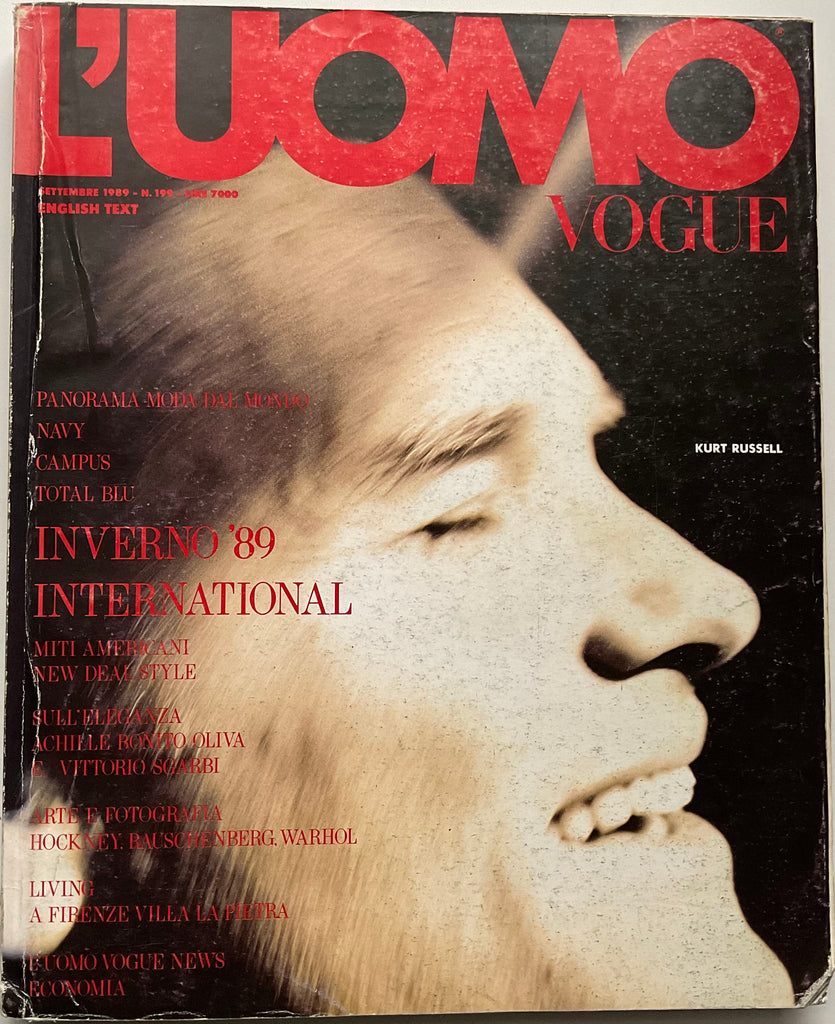 L'UOMO
VOGUE
SETTEMBRE 1989 - N. 199 - LIRE 7000
ENGLISH TEXT
PANORAMA MODA DAL MONDO
NAVY
CAMPUS
TOTAL BLU
KURT RUSSELL
INVERNO '89
INTERNATIONAL
MITI AMERICANI
NEW DEAL STYLE
SULL'ELEGANZA
ACHILLE BONITO OLIVA
E VITTORIO SGARBI
ARTE E FOTOGRAFIA
HOCKNEY, RAUSCHENBERG, WARHOL
LIVING
A FIRENZE VILLA LA PIETRA
L'UOMO VOGUE NEWS
ECONOMIA